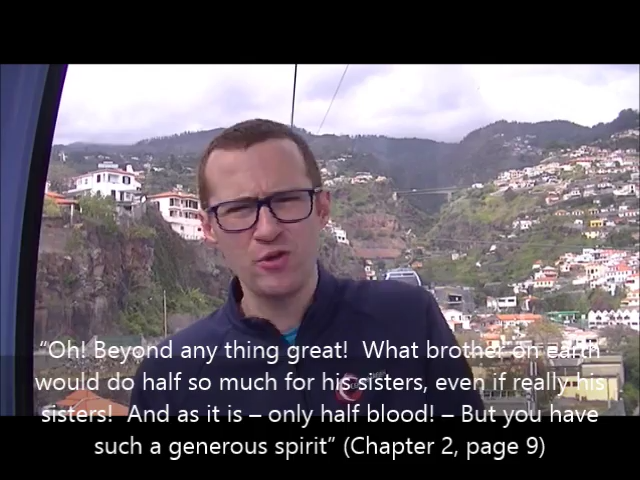 “Oh! Beyond any thing great!  What brother on earth
would do half so much for his sisters, even if really his
sisters!  And as it is – only half blood! – But you have
such a generous spirit” (Chapter 2, page 9)